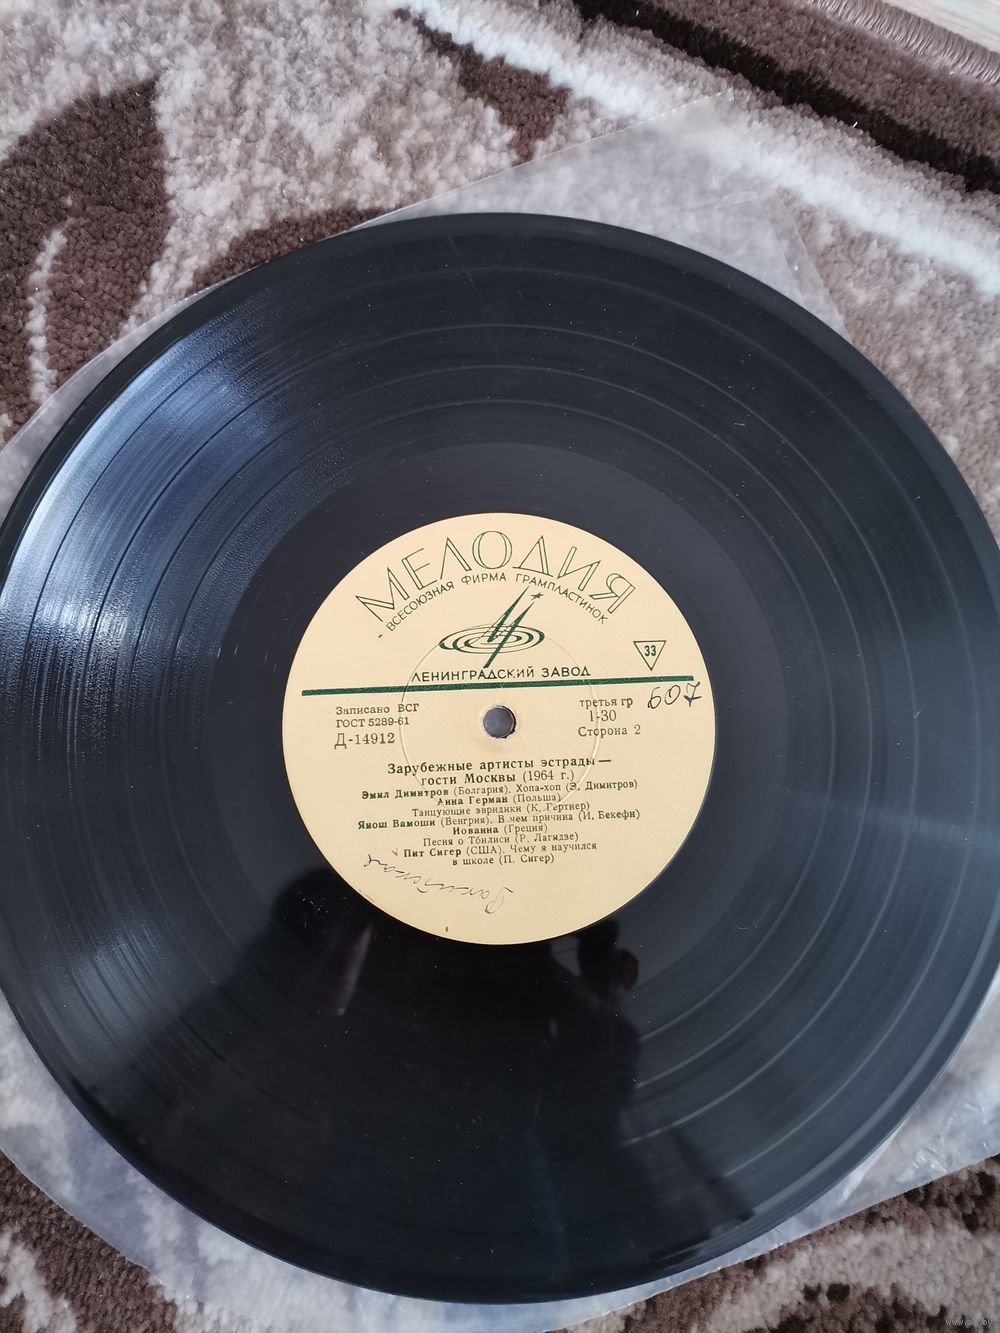 МЕЛОДИЯ
ВСЕСОЮЗНАЯ ФИРМА ГРАМПЛАСТИНОК
33
ЛЕНИНГРАДСКИЙ ЗАВОД
Записано ВСГ
ГОСТ 5289-61
Д-14912
третья гр
607
1-30
Сторона 2
Зарубежные артисты эстрады —
гости Москвы (1964 г.)
Эмил Димитров (Болгария). Хопа-хоп (Э. Димитров)
Анна Герман (Польша)
Танцующие эвридики (К. Гертнер)
Янош Вамоши (Венгрия). В чем причина (И. Бекефи)
Иованна (Греция)
Песня о Тбилиси (Р. Лагидзе)
Пит Сигер (США). Чему я научился
в школе (П. Сигер)